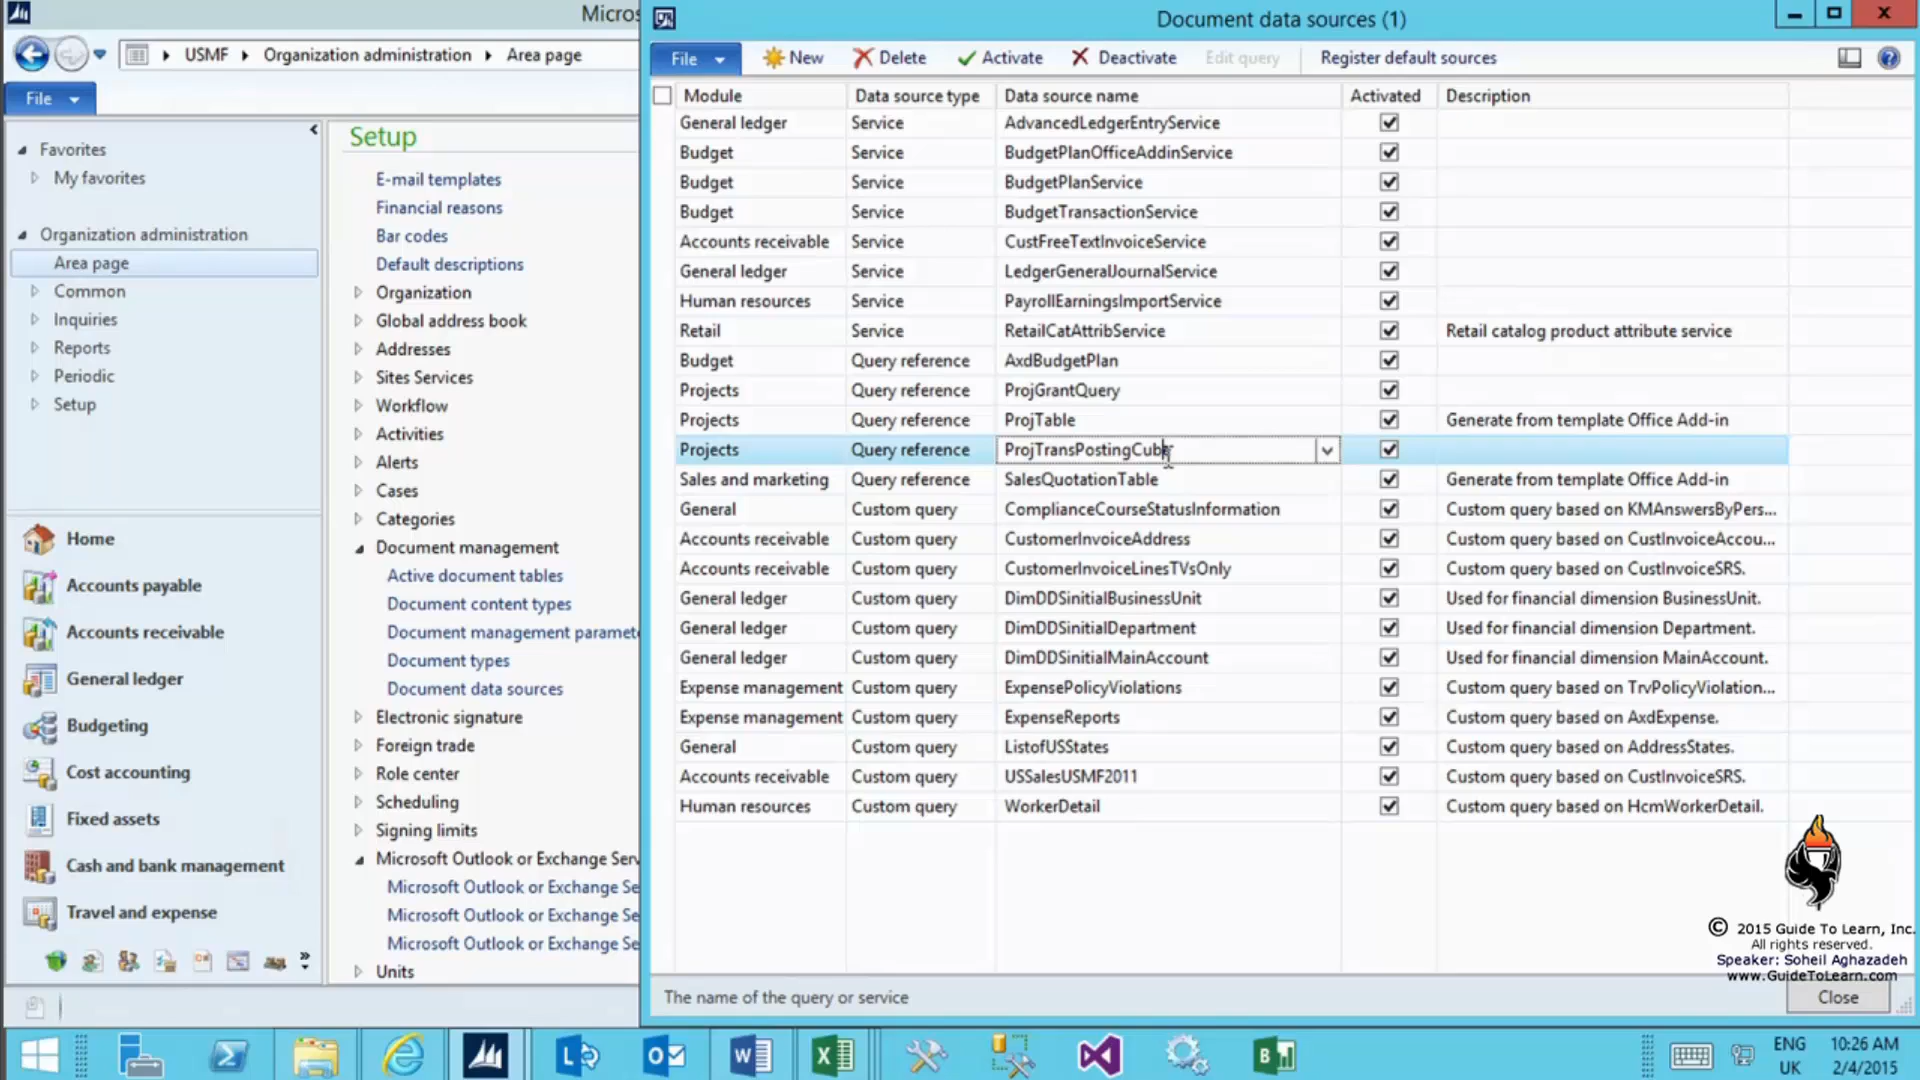 Micros
USMF Organization administration Area page
File
Favorites
My favorites
Organization administration
Area page
Common
Inquiries
Reports
Periodic
Setup
Home
Accounts payable
Accounts receivable
General ledger
Budgeting
Cost accounting
Fixed assets
Cash and bank management
Travel and expense
Setup
E-mail templates
Financial reasons
Bar codes
Default descriptions
Organization
Global address book
Addresses
Sites Services
Workflow
Activities
Alerts
Cases
Categories
Document management
Active document tables
Document content types
Document management paramete
Document types
Document data sources
Electronic signature
Foreign trade
Role center
Scheduling
Signing limits
Microsoft Outlook or Exchange Serv
Microsoft Outlook or Exchange Se
Microsoft Outlook or Exchange Se
Microsoft Outlook or Exchange Se
Units
Document data sources (1)
File New Delete Activate Deactivate Edit query Register default sources
Module Data source type Data source name Activated Description
General ledger Service AdvancedLedgerEntryService
Budget Service BudgetPlanOfficeAddinService
Budget Service BudgetPlanService
Budget Service BudgetTransactionService
Accounts receivable Service CustFreeTextInvoiceService
General ledger Service LedgerGeneralJournalService
Human resources Service PayrollEarningsImportService
Retail Service RetailCatAttribService Retail catalog product attribute service
Budget Query reference AxdBudgetPlan
Projects Query reference ProjGrantQuery
Projects Query reference ProjTable Generate from template Office Add-in
Projects Query reference ProjTransPostingCube
Sales and marketing Query reference SalesQuotationTable Generate from template Office Add-in
General Custom query ComplianceCourseStatusInformation Custom query based on KMAnswersByPers...
Accounts receivable Custom query CustomerInvoiceAddress Custom query based on CustInvoiceAccou...
Accounts receivable Custom query CustomerInvoiceLinesTVsOnly Custom query based on CustInvoiceSRS.
General ledger Custom query DimDDSinitialBusinessUnit Used for financial dimension BusinessUnit.
General ledger Custom query DimDDSinitialDepartment Used for financial dimension Department.
General ledger Custom query DimDDSinitialMainAccount Used for financial dimension MainAccount.
Expense management Custom query ExpensePolicyViolations Custom query based on TrvPolicyViolation...
Expense management Custom query ExpenseReports Custom query based on AxdExpense.
General Custom query ListofUSStates Custom query based on AddressStates.
Accounts receivable Custom query USSalesUSMF2011 Custom query based on CustInvoiceSRS.
Human resources Custom query WorkerDetail Custom query based on HcmWorkerDetail.
© 2015 Guide To Learn, Inc.
All rights reserved.
Speaker: Soheil Aghazadeh
www.GuideToLearn.com
The name of the query or service
Close
ENG 10:26 AM
UK 2/4/2015